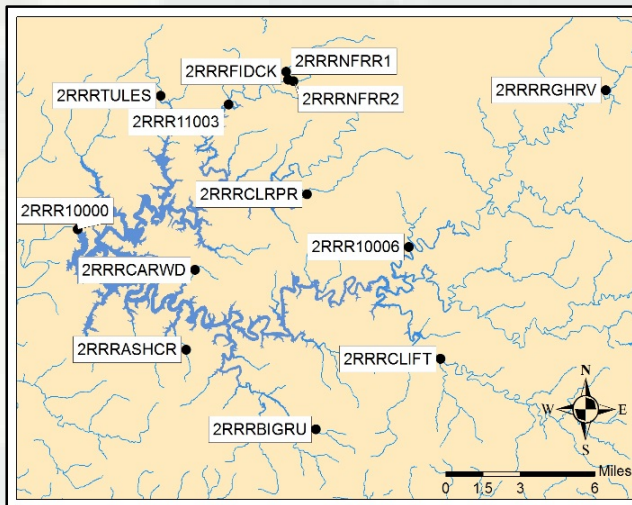 2RRRNFRR1
2RRRFIDCK
2RRRTULES
2RRRNFRR2
2RRRRGHRV
2RRR11003
2RRRCLRPR
2RRR10000
2RRR10006
2RRRCARWD
2RRRASHCR
2RRRCLIFT
2RRRBIGRU
N
W E
S
Miles
0 1.5 3 6